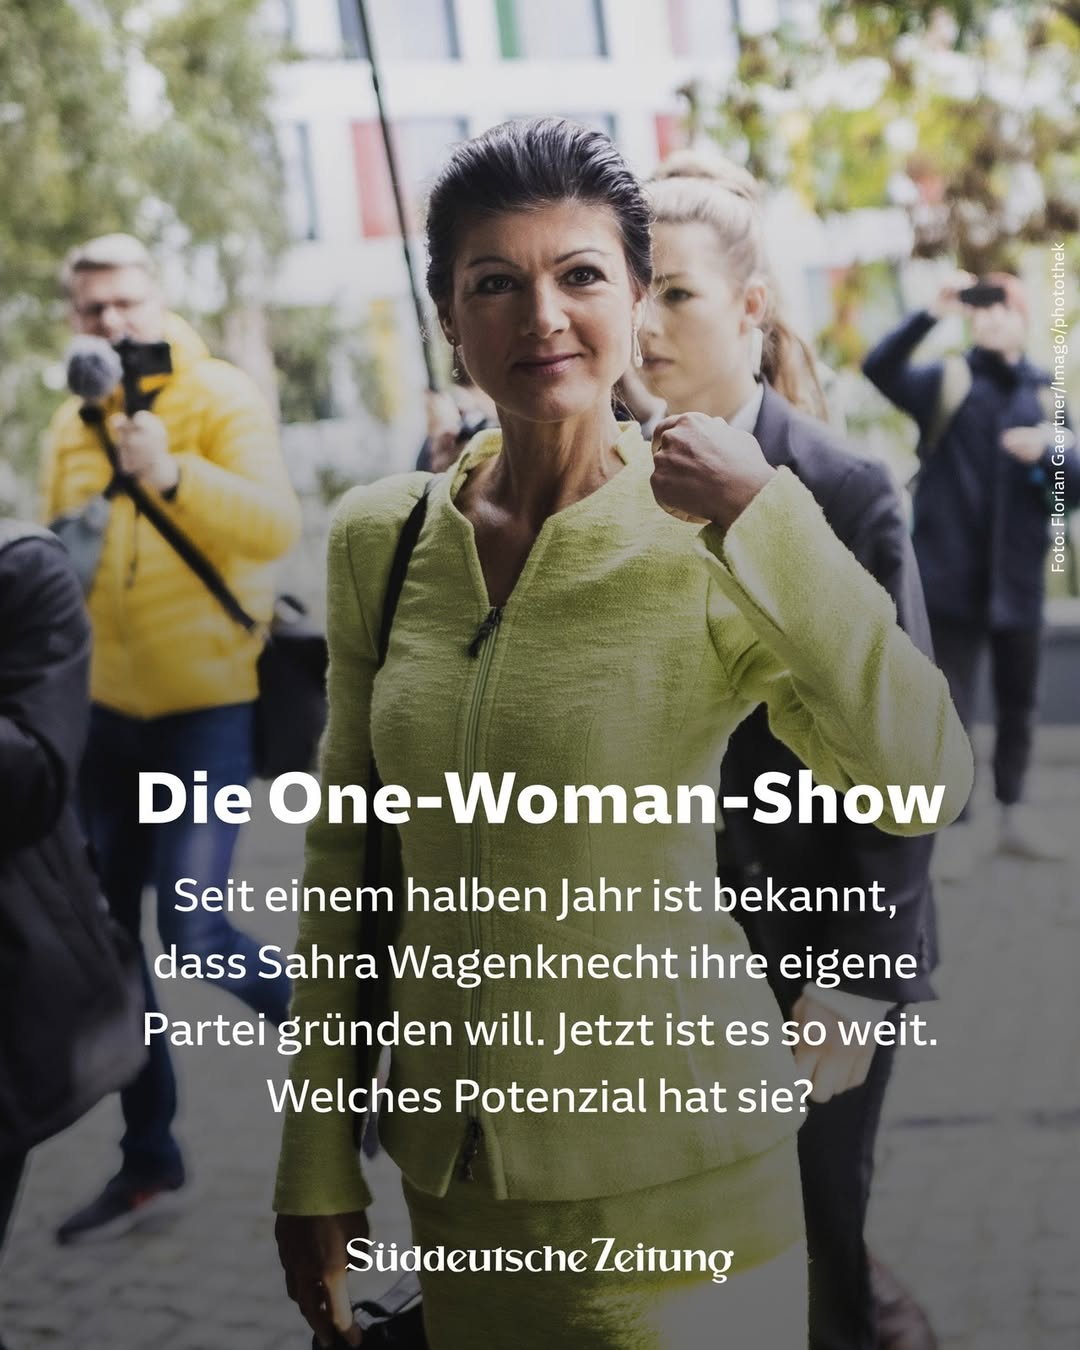 Foto: Florian Gaertner/Imago/photothek
Die One-Woman-Show
Seit einem halben Jahr ist bekannt,
dass Sahra Wagenknecht ihre eigene
Partei gründen will. Jetzt ist es so weit.
Welches Potenzial hat sie?
Süddeutsche Zeitung